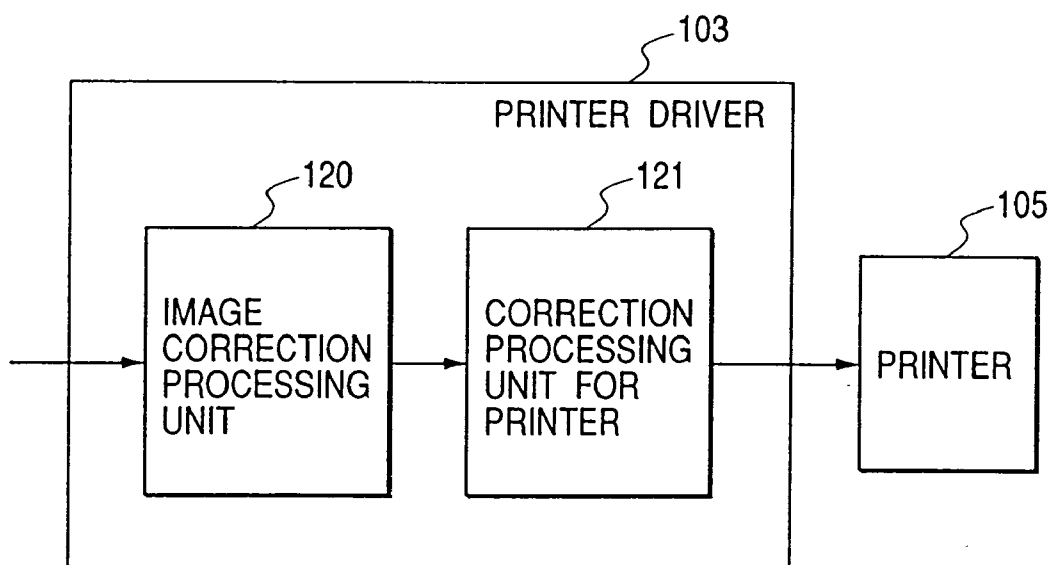 103
PRINTER DRIVER
120
121
105
IMAGE
CORRECTION
PROCESSING
UNIT
CORRECTION
PROCESSING
UNIT FOR
PRINTER
PRINTER